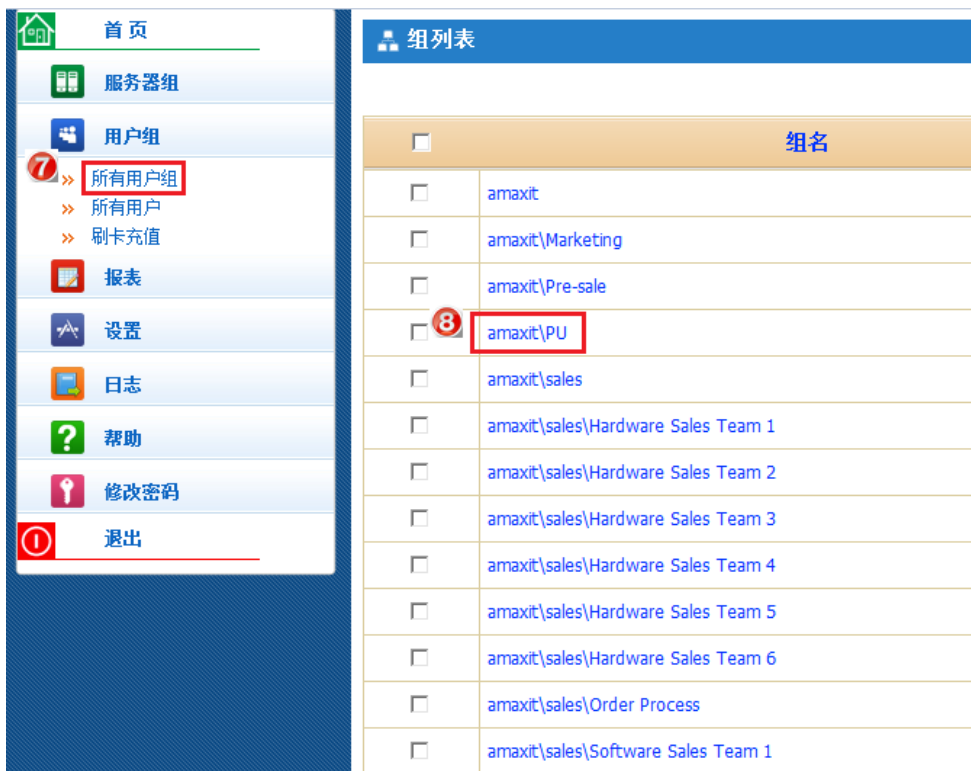 首 页
服务器组
用户组
7
» 所有用户组
» 所有用户
» 刷卡充值
报表
设置
日志
帮助
修改密码
退出
组列表
组名
amaxit
amaxit\Marketing
amaxit\Pre-sale
8
amaxit\PU
amaxit\sales
amaxit\sales\Hardware Sales Team 1
amaxit\sales\Hardware Sales Team 2
amaxit\sales\Hardware Sales Team 3
amaxit\sales\Hardware Sales Team 4
amaxit\sales\Hardware Sales Team 5
amaxit\sales\Hardware Sales Team 6
amaxit\sales\Order Process
amaxit\sales\Software Sales Team 1